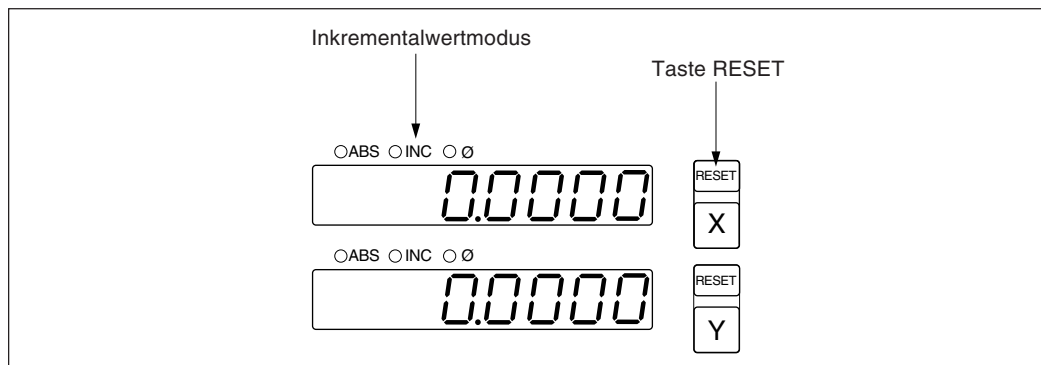 Inkrementalwertmodus
Taste RESET
ABS INC Ø
0.0000
RESET
X
ABS INC Ø
0.0000
RESET
Y